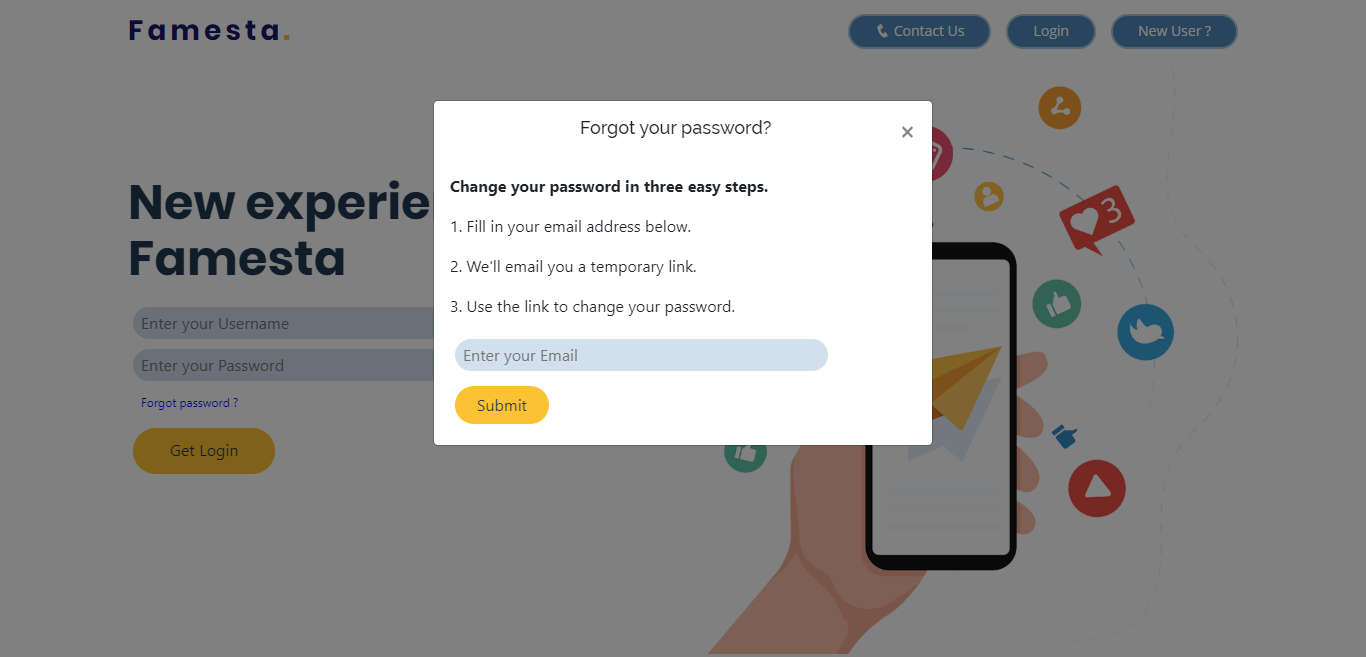 Famesta.
Contact Us
Login
New User ?
Forgot your password?
×
Change your password in three easy steps.
1. Fill in your email address below.
2. We'll email you a temporary link.
3. Use the link to change your password.
Enter your Email
Submit
New experie
Famesta
Enter your Username
Enter your Password
Forgot password ?
Get Login
3